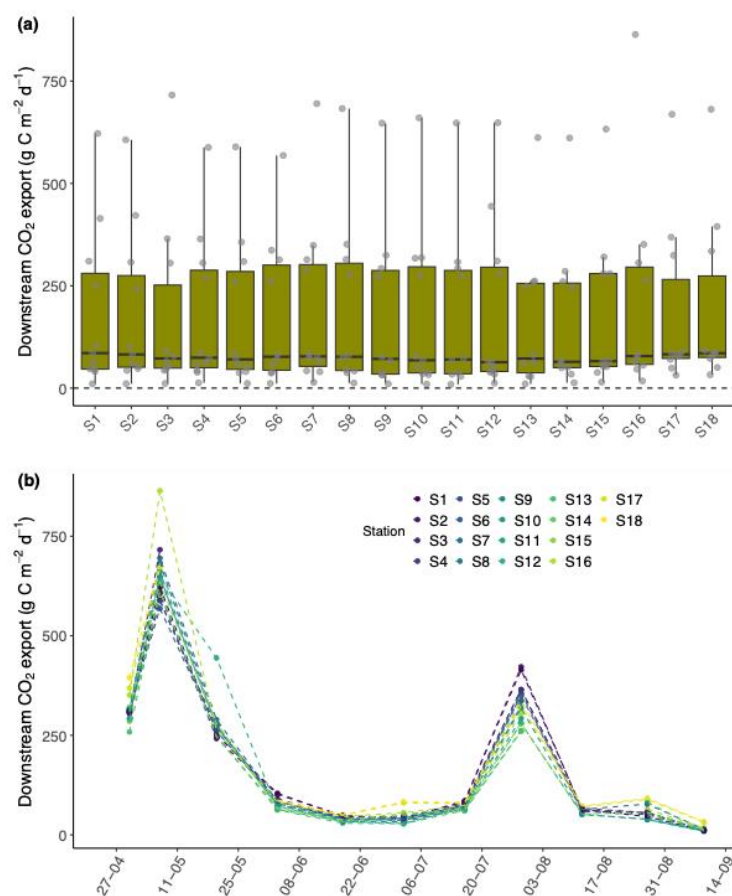 (a)
Downstream CO₂ export (g C m⁻² d⁻¹)
750
500
250
0
S1 S2 S3 S4 S5 S6 S7 S8 S9 S10 S11 S12 S13 S14 S15 S16 S17 S18
(b)
Downstream CO₂ export (g C m⁻² d⁻¹)
750
500
250
0
Station
S1 S5 S9 S13 S17
S2 S6 S10 S14 S18
S3 S7 S11 S15
S4 S8 S12 S16
27-04 11-05 25-05 08-06 22-06 06-07 20-07 03-08 17-08 31-08 14-09